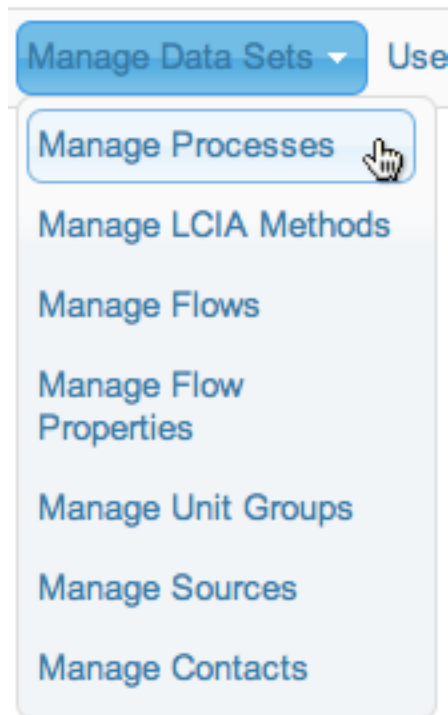 Manage Data Sets Use
Manage Processes
Manage LCIA Methods
Manage Flows
Manage Flow
Properties
Manage Unit Groups
Manage Sources
Manage Contacts